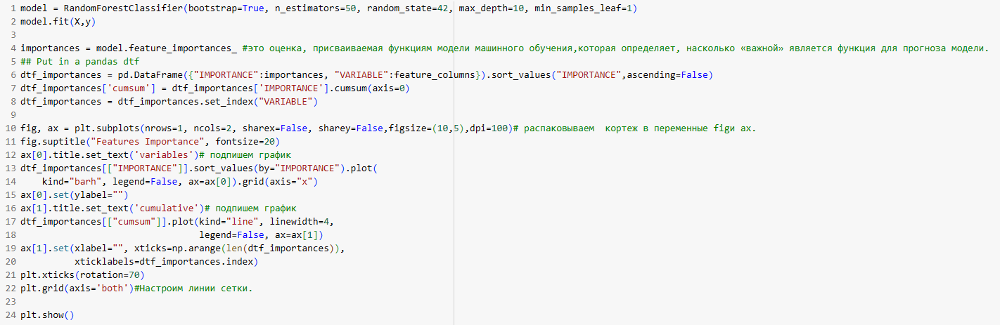 1 model = RandomForestClassifier(bootstrap=True, n_estimators=50, random_state=42, max_depth=10, min_samples_leaf=1)
2 model.fit(X,y)
3
4 importances = model.feature_importances_ #это оценка, присваиваемая функциям модели машинного обучения,которая определяет, насколько «важной» является функция для прогноза модели.
5 ## Put in a pandas dtf
6 dtf_importances = pd.DataFrame({"IMPORTANCE":importances, "VARIABLE":feature_columns}).sort_values("IMPORTANCE",ascending=False)
7 dtf_importances['cumsum'] = dtf_importances['IMPORTANCE'].cumsum(axis=0)
8 dtf_importances = dtf_importances.set_index("VARIABLE")
9
10 fig, ax = plt.subplots(nrows=1, ncols=2, sharex=False, sharey=False,figsize=(10,5),dpi=100)# распаковываем  кортеж в переменные figи ax.
11 fig.suptitle("Features Importance", fontsize=20)
12 ax[0].title.set_text('variables')# подпишем график
13 dtf_importances[["IMPORTANCE"]].sort_values(by="IMPORTANCE").plot(
14     kind="barh", legend=False, ax=ax[0]).grid(axis="x")
15 ax[0].set(ylabel="")
16 ax[1].title.set_text('cumulative')# подпишем график
17 dtf_importances[["cumsum"]].plot(kind="line", linewidth=4,
18                                  legend=False, ax=ax[1])
19 ax[1].set(xlabel="", xticks=np.arange(len(dtf_importances)),
20           xticklabels=dtf_importances.index)
21 plt.xticks(rotation=70)
22 plt.grid(axis='both')#Настроим линии сетки.
23
24 plt.show()